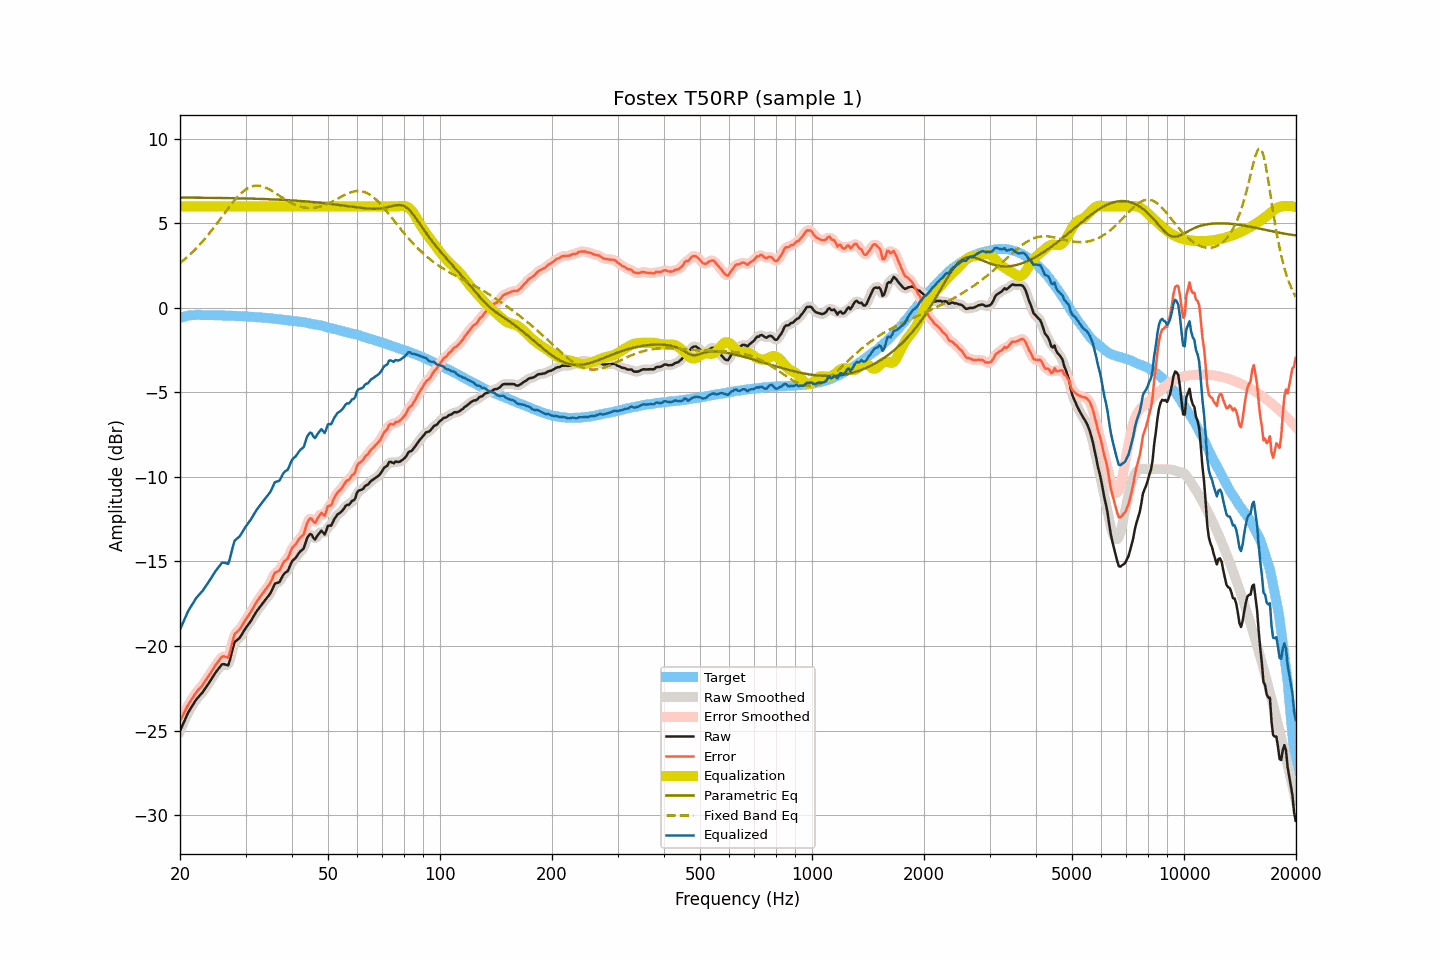 Fostex T50RP (sample 1)
Amplitude (dBr)
10
5
0
−5
−10
−15
−20
−25
−30
Target
Raw Smoothed
Error Smoothed
Raw
Error
Equalization
Parametric Eq
Fixed Band Eq
Equalized
20 50 100 200 500 1000 2000 5000 10000 20000
Frequency (Hz)